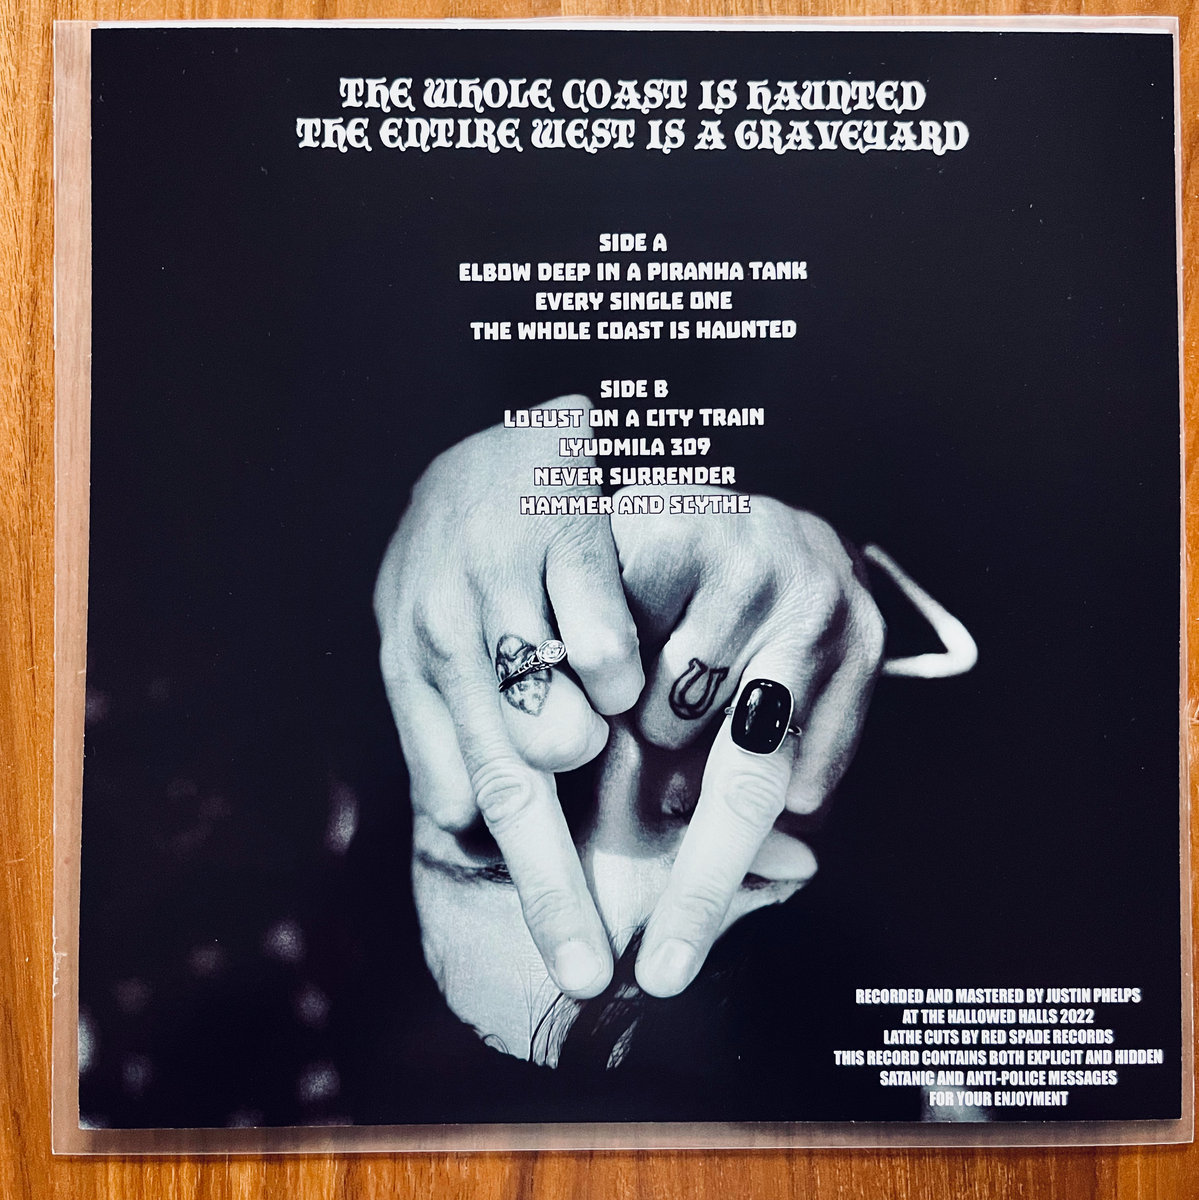 THE WHOLE COAST IS HAUNTED
THE ENTIRE WEST IS A GRAVEYARD
SIDE A
ELBOW DEEP IN A PIRANHA TANK
EVERY SINGLE ONE
THE WHOLE COAST IS HAUNTED
SIDE B
LOCUST ON A CITY TRAIN
LYUDMILA 309
NEVER SURRENDER
HAMMER AND SCYTHE
RECORDED AND MASTERED BY JUSTIN PHELPS
AT THE HALLOWED HALLS 2022
LATHE CUTS BY RED SPADE RECORDS
THIS RECORD CONTAINS BOTH EXPLICIT AND HIDDEN
SATANIC AND ANTI-POLICE MESSAGES
FOR YOUR ENJOYMENT